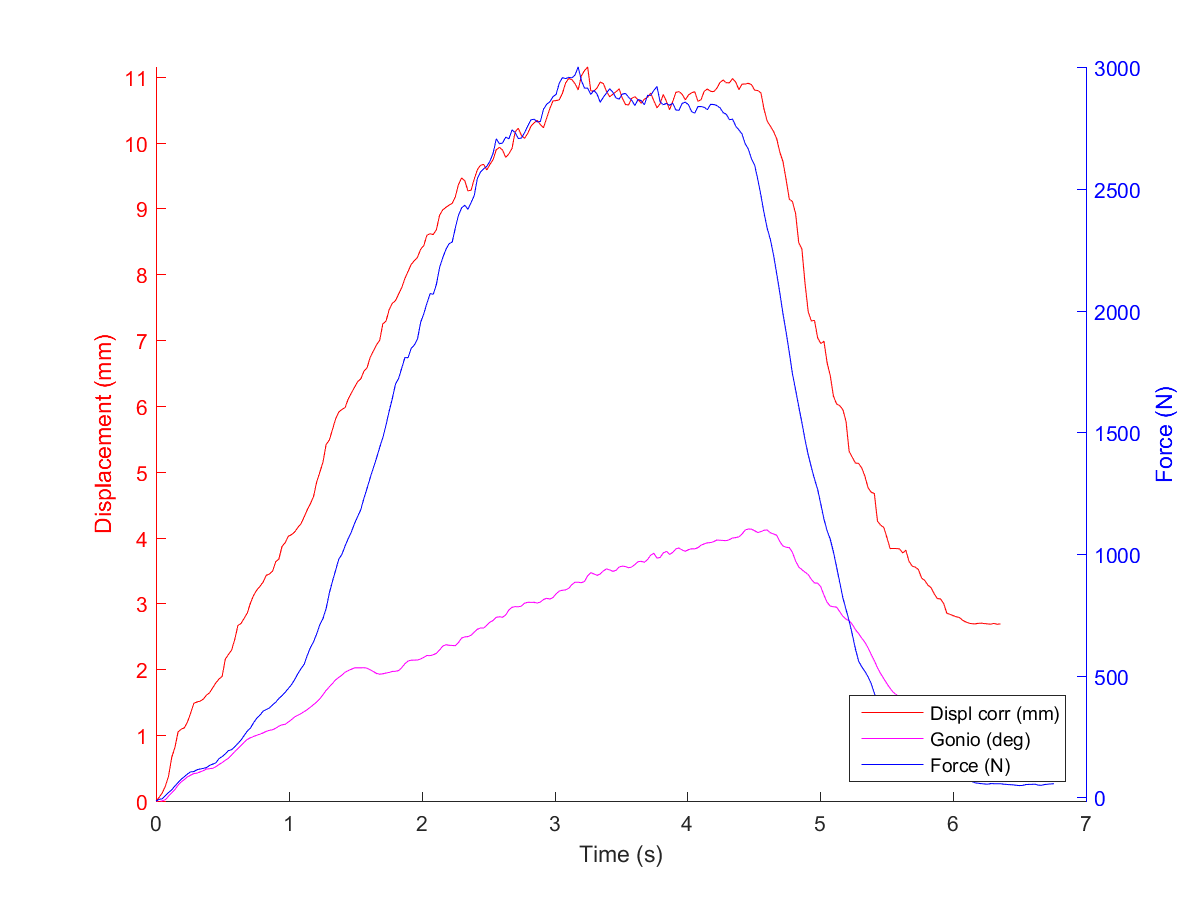 11
10
9
8
7
6
5
4
3
2
1
0
Displacement (mm)
3000
2500
2000
1500
1000
500
0
Force (N)
Displ corr (mm)
Gonio (deg)
Force (N)
0 1 2 3 4 5 6 7
Time (s)